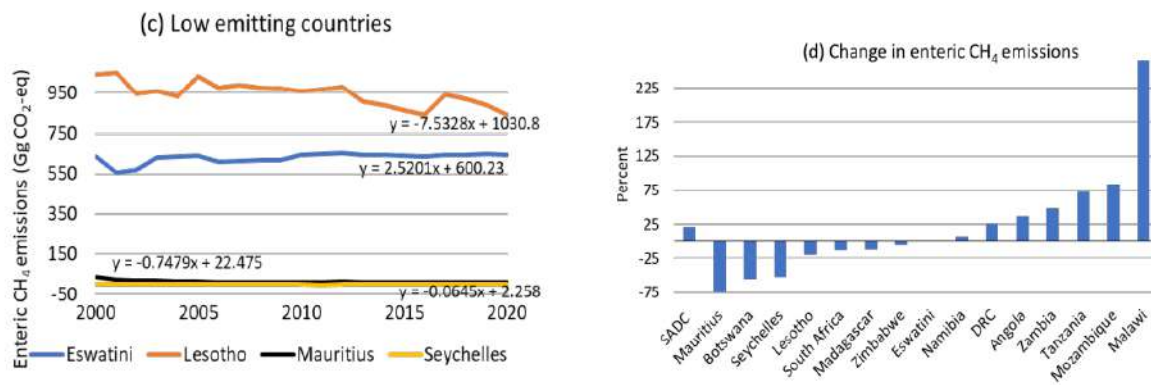 (c) Low emitting countries
Enteric CH₄ emissions (Gg CO₂-eq)
950
750
550
350
150
-50
y = -7.5328x + 1030.8
y = 2.5201x + 600.23
y = -0.7479x + 22.475
y = -0.0645x + 2.258
2000 2005 2010 2015 2020
Eswatini Lesotho Mauritius Seychelles
(d) Change in enteric CH₄ emissions
Percent
225
175
125
75
25
-25
-75
SADC
Mauritius
Botswana
Seychelles
Lesotho
South Africa
Madagascar
Zimbabwe
Eswatini
Namibia
DRC
Angola
Zambia
Tanzania
Mozambique
Malawi